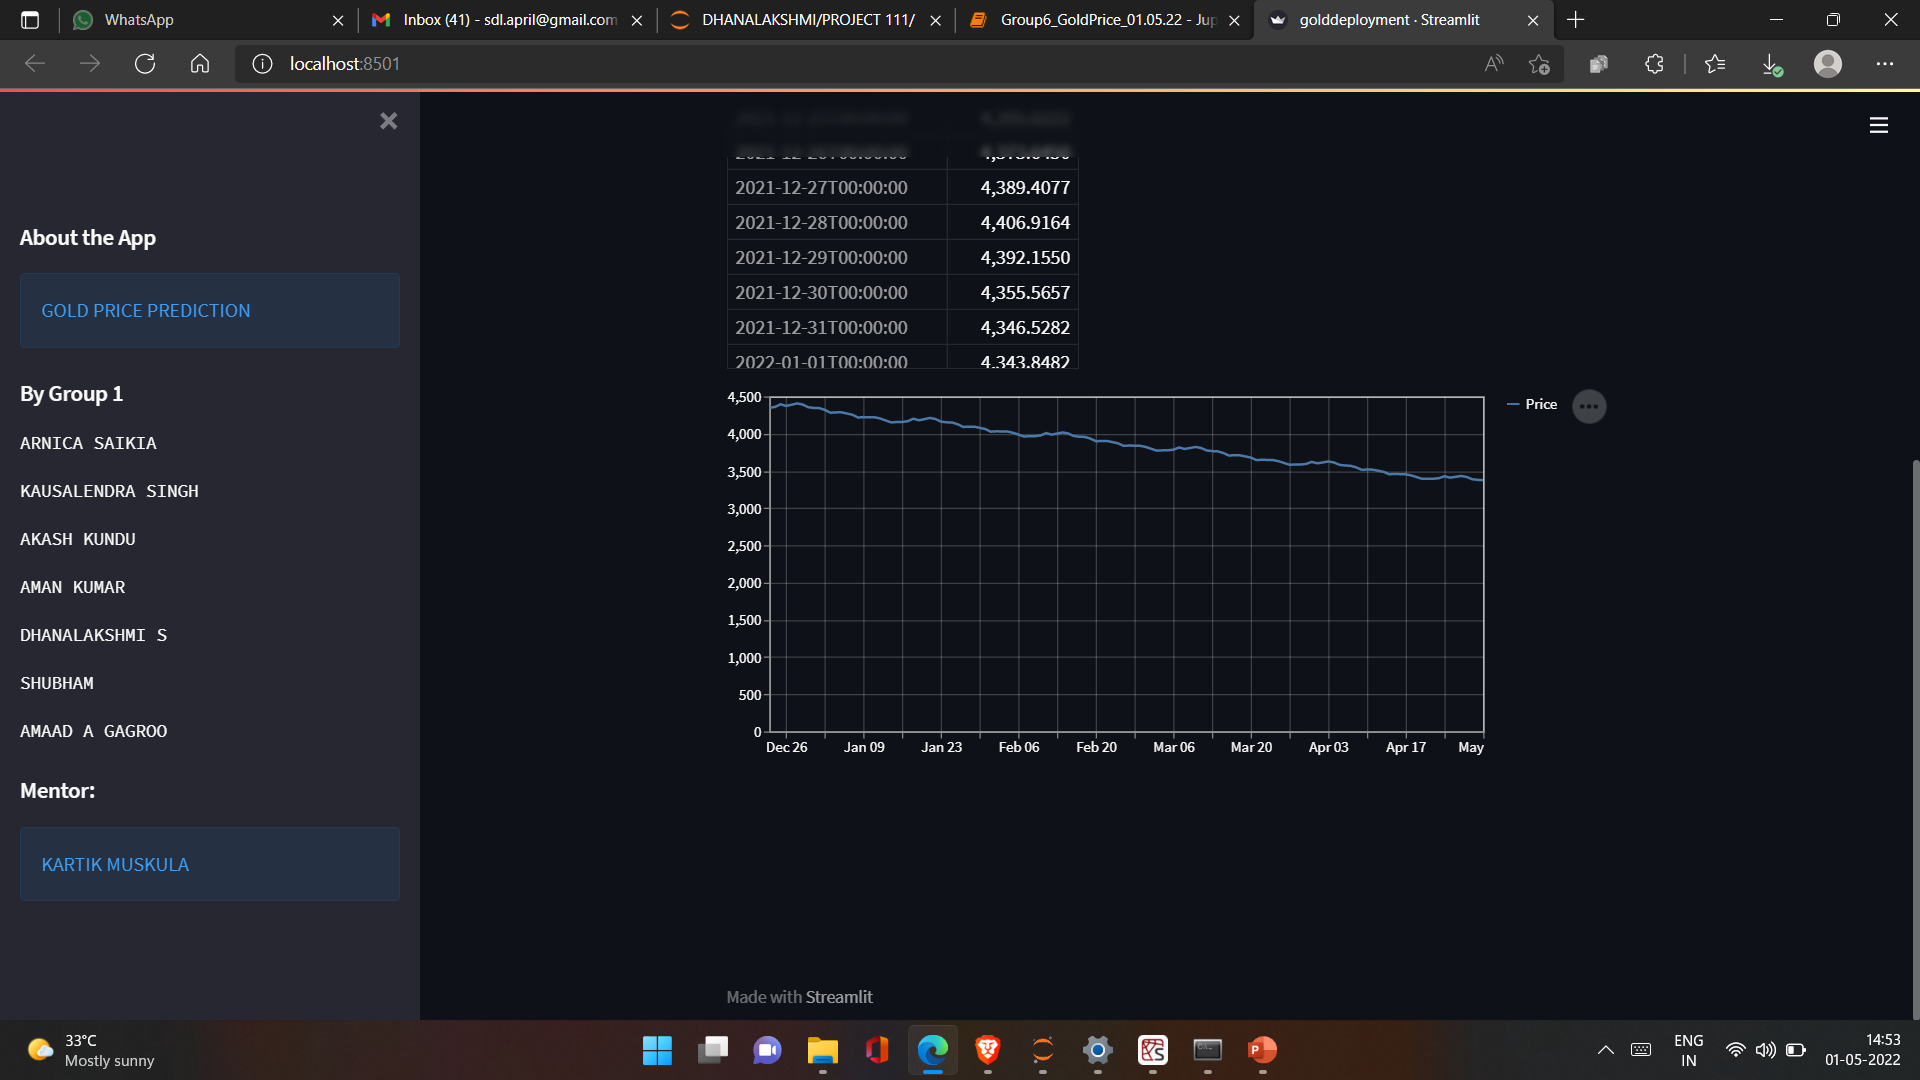 WhatsApp
Inbox (41) - sdl.april@gmail.com
DHANALAKSHMI/PROJECT 111/
Group6_GoldPrice_01.05.22 - Jup
golddeployment · Streamlit
localhost:8501
About the App
GOLD PRICE PREDICTION
By Group 1
ARNICA SAIKIA
KAUSALENDRA SINGH
AKASH KUNDU
AMAN KUMAR
DHANALAKSHMI S
SHUBHAM
AMAAD A GAGROO
Mentor:
KARTIK MUSKULA
2021-12-27T00:00:00 4,389.4077
2021-12-28T00:00:00 4,406.9164
2021-12-29T00:00:00 4,392.1550
2021-12-30T00:00:00 4,355.5657
2021-12-31T00:00:00 4,346.5282
2022-01-01T00:00:00 4,343.8482
4,500
4,000
3,500
3,000
2,500
2,000
1,500
1,000
500
0
Dec 26 Jan 09 Jan 23 Feb 06 Feb 20 Mar 06 Mar 20 Apr 03 Apr 17 May
Price
Made with Streamlit
33°C
Mostly sunny
ENG
IN
14:53
01-05-2022